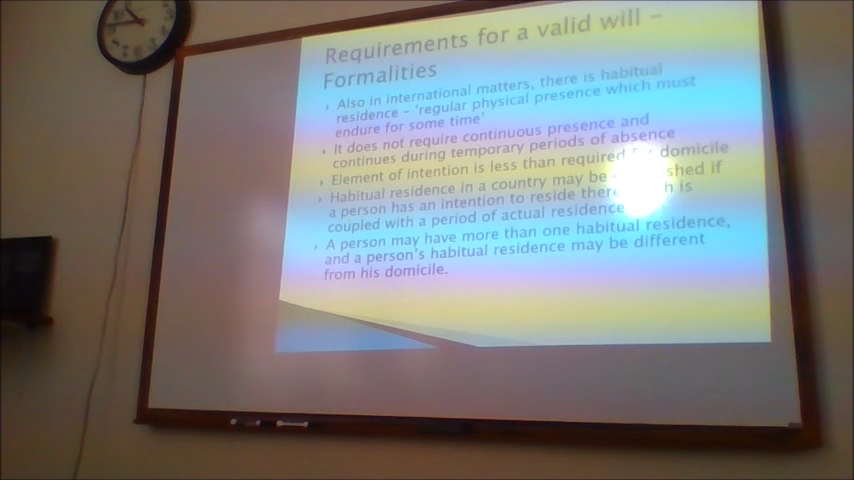 Requirements for a valid will –
Formalities
Also in international matters, there is habitual
residence – 'regular physical presence which must
endure for some time'
It does not require continuous presence and
continues during temporary periods of absence
Element of intention is less than required domicile
Habitual residence in a country may be if
a person has an intention to reside is
coupled with a period of actual residence
A person may have more than one habitual residence,
and a person's habitual residence may be different
from his domicile.